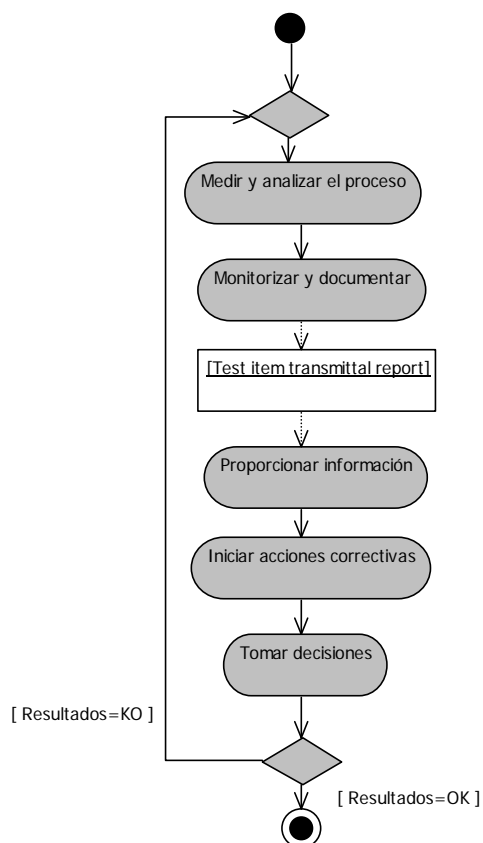 Medir y analizar el proceso
Monitorizar y documentar
[Test item transmittal report]
Proporcionar información
Iniciar acciones correctivas
Tomar decisiones
[ Resultados=KO ]
[ Resultados=OK ]